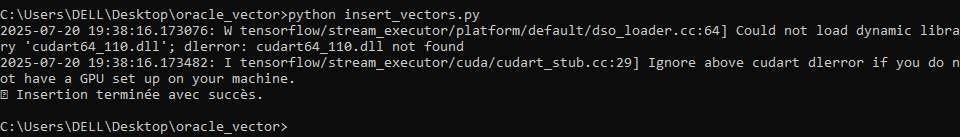 C:\Users\DELL\Desktop\oracle_vector>python insert_vectors.py
2025-07-20 19:38:16.173076: W tensorflow/stream_executor/platform/default/dso_loader.cc:64] Could not load dynamic libra
ry 'cudart64_110.dll'; dlerror: cudart64_110.dll not found
2025-07-20 19:38:16.173482: I tensorflow/stream_executor/cuda/cudart_stub.cc:29] Ignore above cudart dlerror if you do n
ot have a GPU set up on your machine.
Insertion terminée avec succès.
C:\Users\DELL\Desktop\oracle_vector>